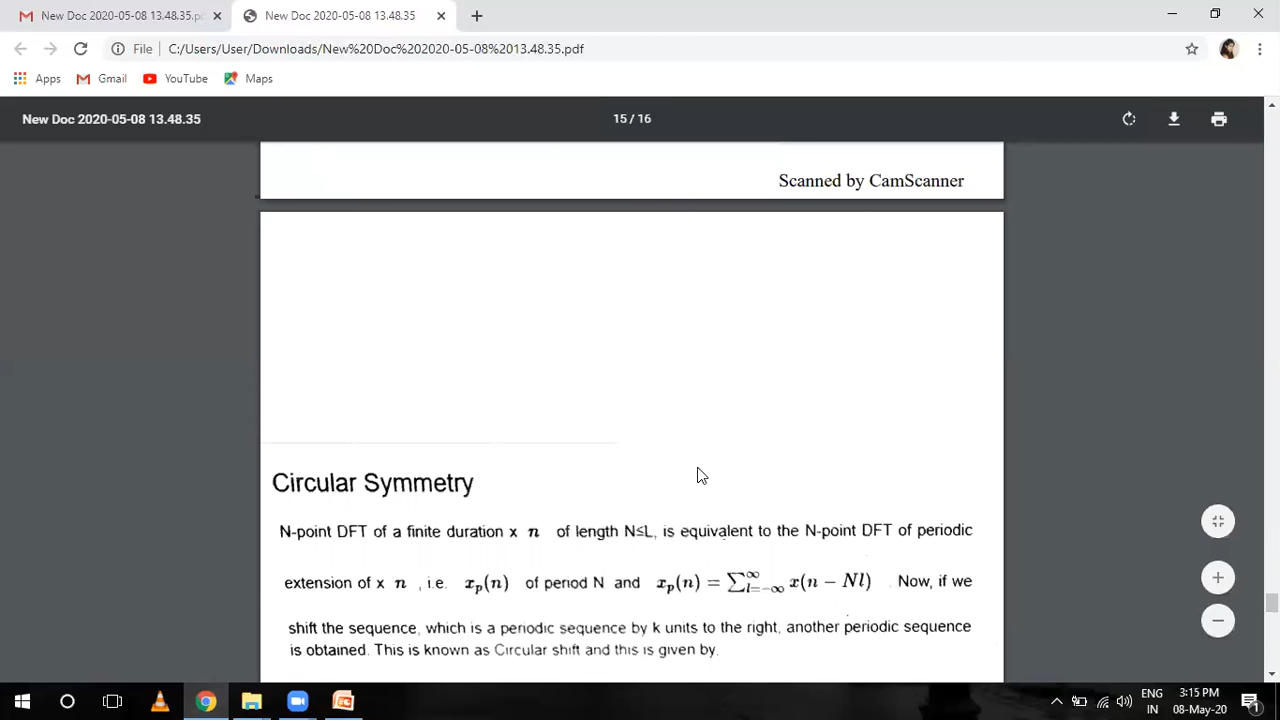 New Doc 2020-05-08 13.48.35.pd
New Doc 2020-05-08 13.48.35
File C:/Users/User/Downloads/New%20Doc%202020-05-08%2013.48.35.pdf
Apps Gmail YouTube Maps
New Doc 2020-05-08 13.48.35 15 / 16
Scanned by CamScanner
Circular Symmetry
N-point DFT of a finite duration x n of length N≤L, is equivalent to the N-point DFT of periodic
extension of x n , i.e. x_p(n) of period N and x_p(n) = ∑_{l=−∞}^{∞} x(n − Nl) . Now, if we
shift the sequence, which is a periodic sequence by k units to the right, another periodic sequence
is obtained. This is known as Circular shift and this is given by.
ENG 3:15 PM
IN 08-May-20 1